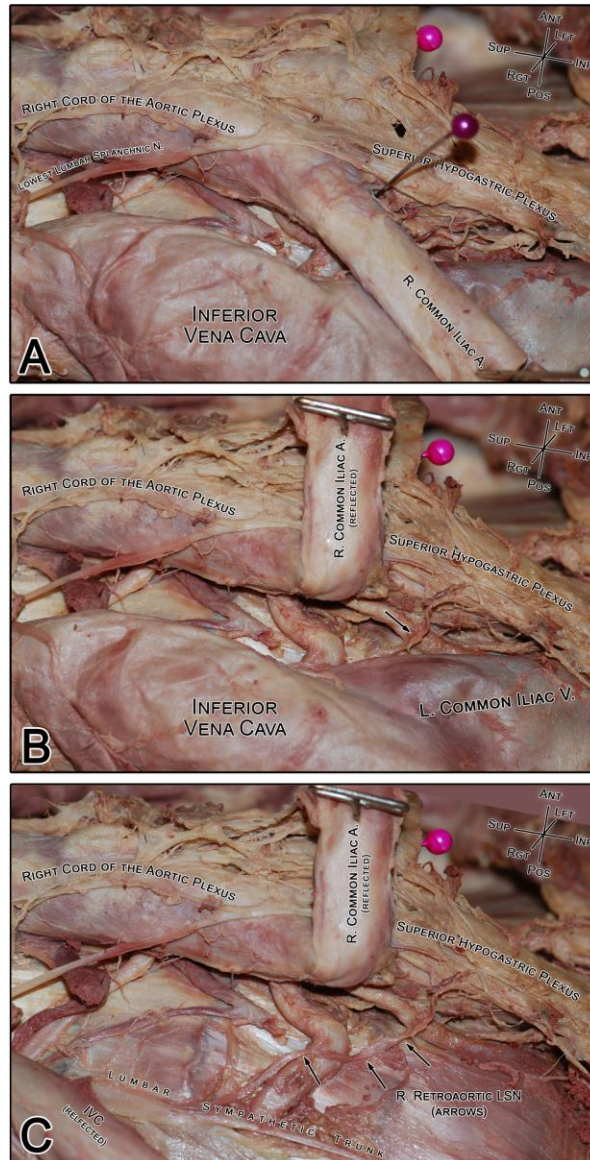 ANT
LFT
SUP
INF
RGT
POS
RIGHT CORD OF THE AORTIC PLEXUS
LOWEST LUMBAR SPLANCHNIC N.
SUPERIOR HYPOGASTRIC PLEXUS
R. COMMON ILIAC A.
INFERIOR
VENA CAVA
A
ANT
LFT
SUP
INF
RGT
POS
R. COMMON ILIAC A.
(REFLECTED)
RIGHT CORD OF THE AORTIC PLEXUS
SUPERIOR HYPOGASTRIC PLEXUS
INFERIOR
VENA CAVA
L. COMMON ILIAC V.
B
ANT
LFT
SUP
INF
RGT
POS
R. COMMON ILIAC A.
(REFLECTED)
RIGHT CORD OF THE AORTIC PLEXUS
SUPERIOR HYPOGASTRIC PLEXUS
LUMBAR SYMPATHETIC TRUNK
R. RETROAORTIC LSN
(ARROWS)
IVC
(REFLECTED)
C